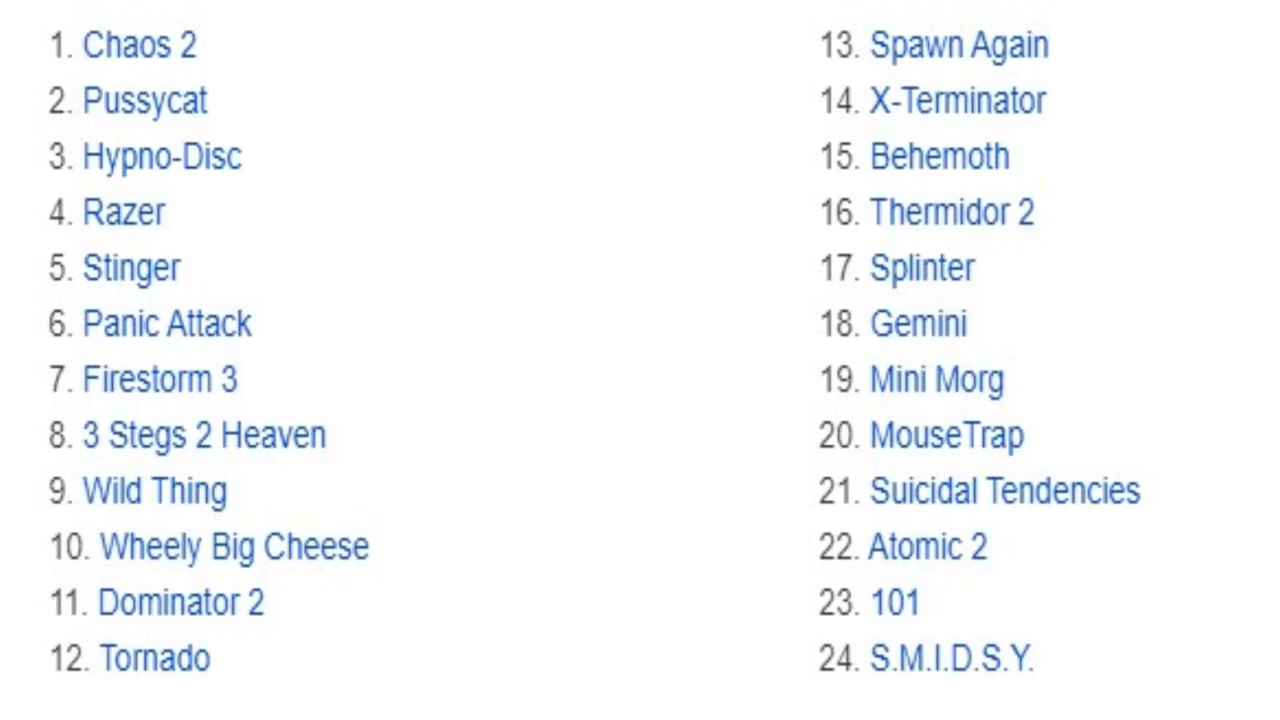 1. Chaos 2
2. Pussycat
3. Hypno-Disc
4. Razer
5. Stinger
6. Panic Attack
7. Firestorm 3
8. 3 Stegs 2 Heaven
9. Wild Thing
10. Wheely Big Cheese
11. Dominator 2
12. Tornado
13. Spawn Again
14. X-Terminator
15. Behemoth
16. Thermidor 2
17. Splinter
18. Gemini
19. Mini Morg
20. MouseTrap
21. Suicidal Tendencies
22. Atomic 2
23. 101
24. S.M.I.D.S.Y.